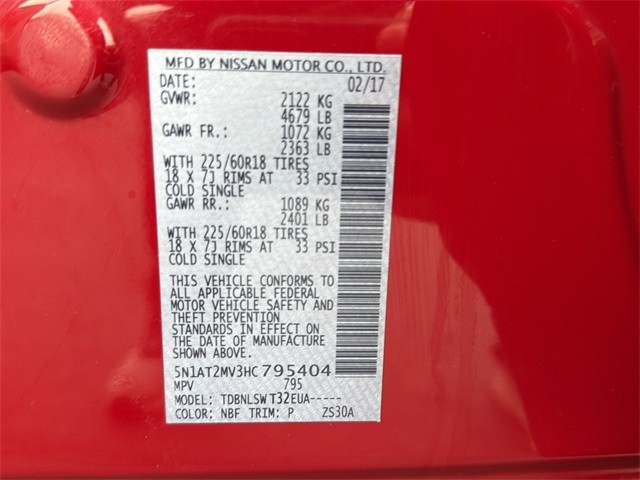 MFD BY NISSAN MOTOR CO., LTD.
DATE: 02/17
GVWR: 2122 KG
4679 LB
GAWR FR.: 1072 KG
2363 LB
WITH 225/60R18 TIRES
18 X 7J RIMS AT 33 PSI
COLD SINGLE
GAWR RR.: 1089 KG
2401 LB
WITH 225/60R18 TIRES
18 X 7J RIMS AT 33 PSI
COLD SINGLE
THIS VEHICLE CONFORMS TO
ALL APPLICABLE FEDERAL
MOTOR VEHICLE SAFETY AND
THEFT PREVENTION
STANDARDS IN EFFECT ON
THE DATE OF MANUFACTURE
SHOWN ABOVE.
5N1AT2MV3HC795404
MPV 795
MODEL: TDBNLSWT32EUA-----
COLOR: NBF TRIM: P ZS30A